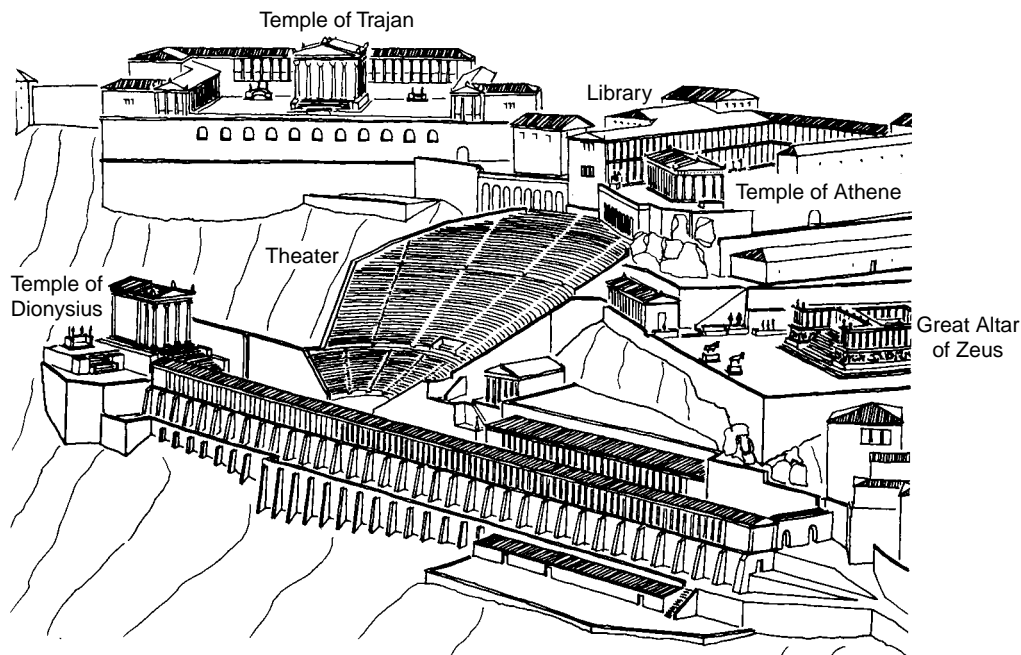 Temple of Trajan
Library
Temple of Athene
Theater
Temple of
Dionysius
Great Altar
of Zeus